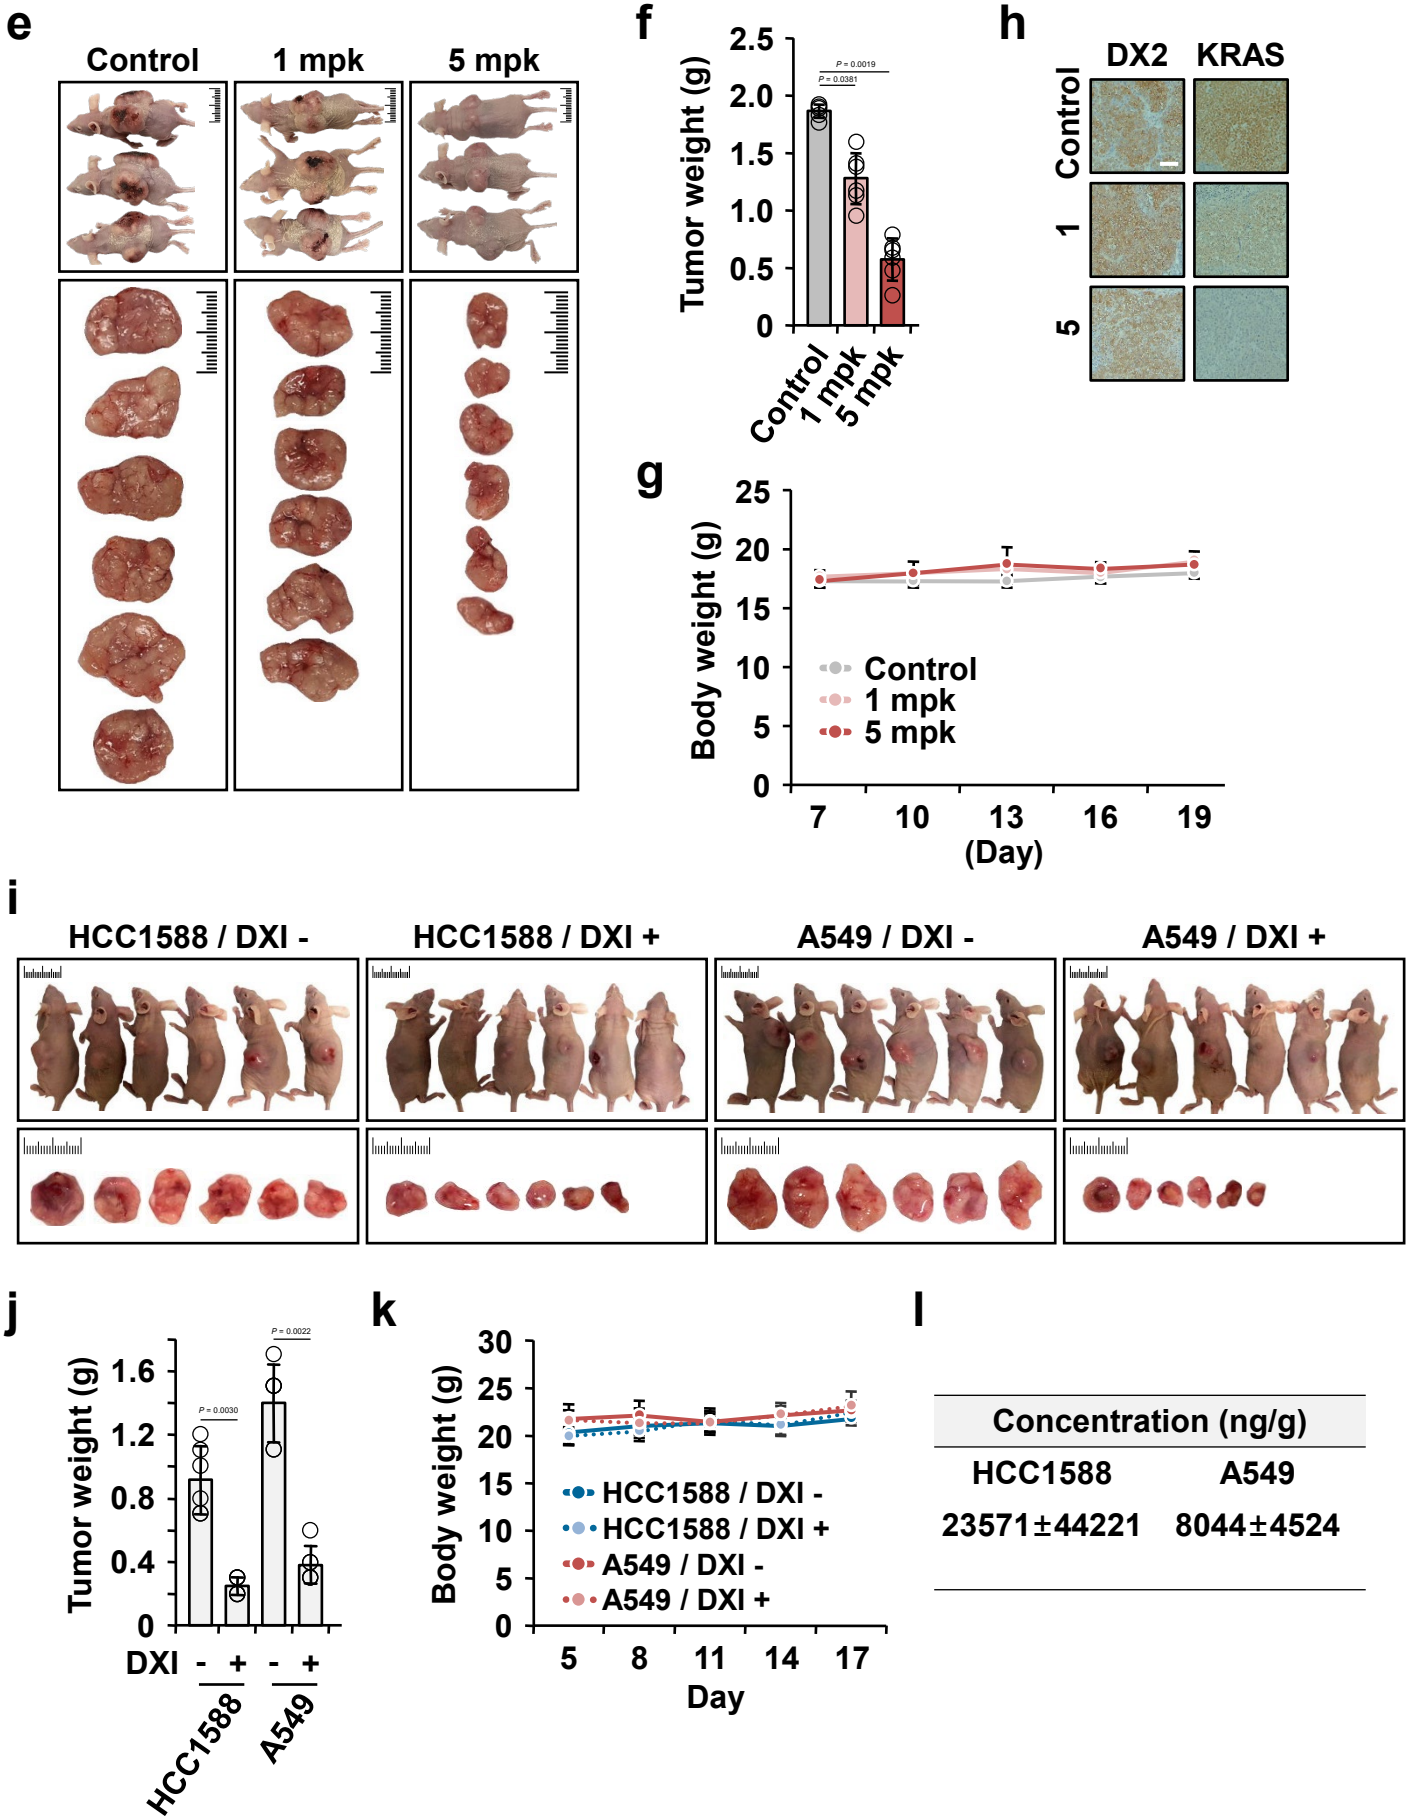 e
Control
1 mpk
5 mpk
f
Tumor weight (g)
2.5
2.0
1.5
1.0
0.5
0
P = 0.0019
P = 0.0381
Control
1 mpk
5 mpk
h
DX2
KRAS
Control
1
5
g
Body weight (g)
25
20
15
10
5
0
Control
1 mpk
5 mpk
7
10
13
16
19
(Day)
i
HCC1588 / DXI -
HCC1588 / DXI +
A549 / DXI -
A549 / DXI +
j
Tumor weight (g)
1.6
1.2
0.8
0.4
0
P = 0.0030
P = 0.0022
DXI - + - +
HCC1588
A549
k
Body weight (g)
30
25
20
15
10
5
0
HCC1588 / DXI -
HCC1588 / DXI +
A549 / DXI -
A549 / DXI +
5
8
11
14
17
Day
l
Concentration (ng/g)
HCC1588 A549
23571±44221 8044±4524